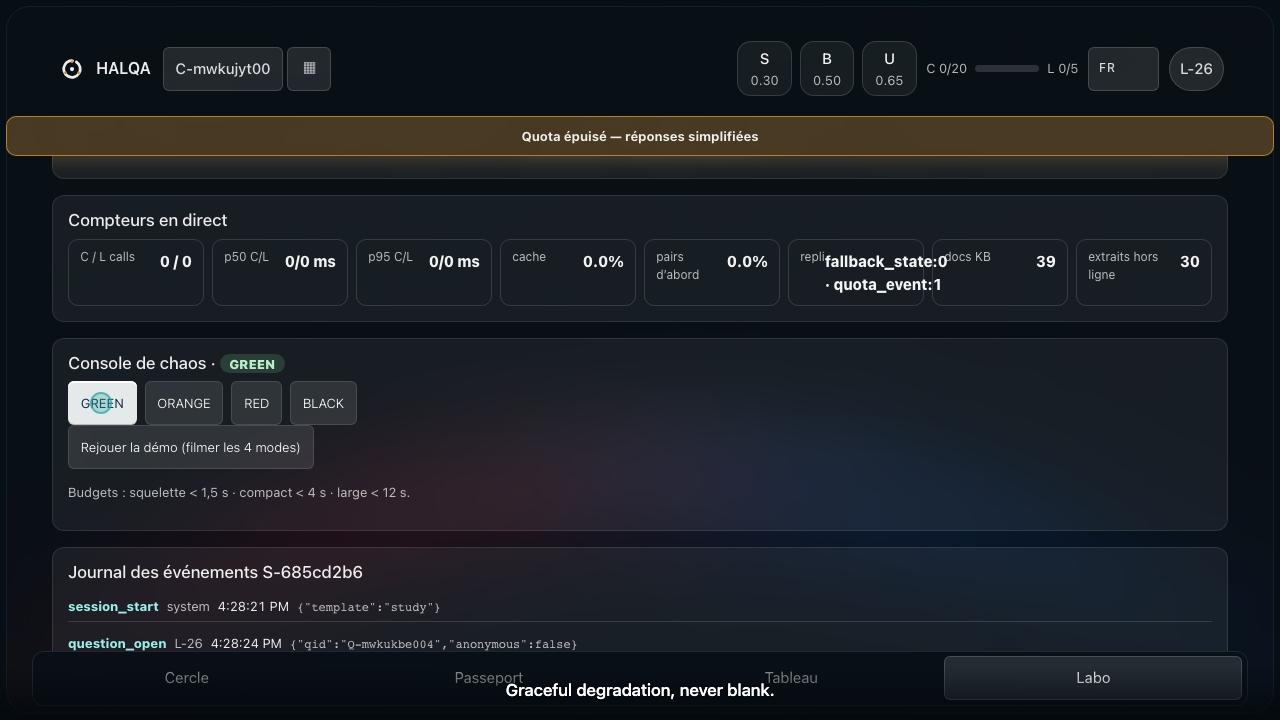 HALQA
C-mwkujyt00
S
0.30
B
0.50
U
0.65
C 0/20
L 0/5
FR
L-26
Quota épuisé — réponses simplifiées
Compteurs en direct
C / L calls
0 / 0
p50 C/L
0/0 ms
p95 C/L
0/0 ms
cache
0.0%
pairs
d'abord
0.0%
repli
fallback_state:0
· quota_event:1
docs KB
39
extraits hors
ligne
30
Console de chaos · GREEN
GREEN
ORANGE
RED
BLACK
Rejouer la démo (filmer les 4 modes)
Budgets : squelette < 1,5 s · compact < 4 s · large < 12 s.
Journal des événements S-685cd2b6
session_start system 4:28:21 PM {"template":"study"}
question_open L-26 4:28:24 PM {"qid":"Q-mwkukbe004","anonymous":false}
Cercle
Passeport
Tableau
Labo
Graceful degradation, never blank.